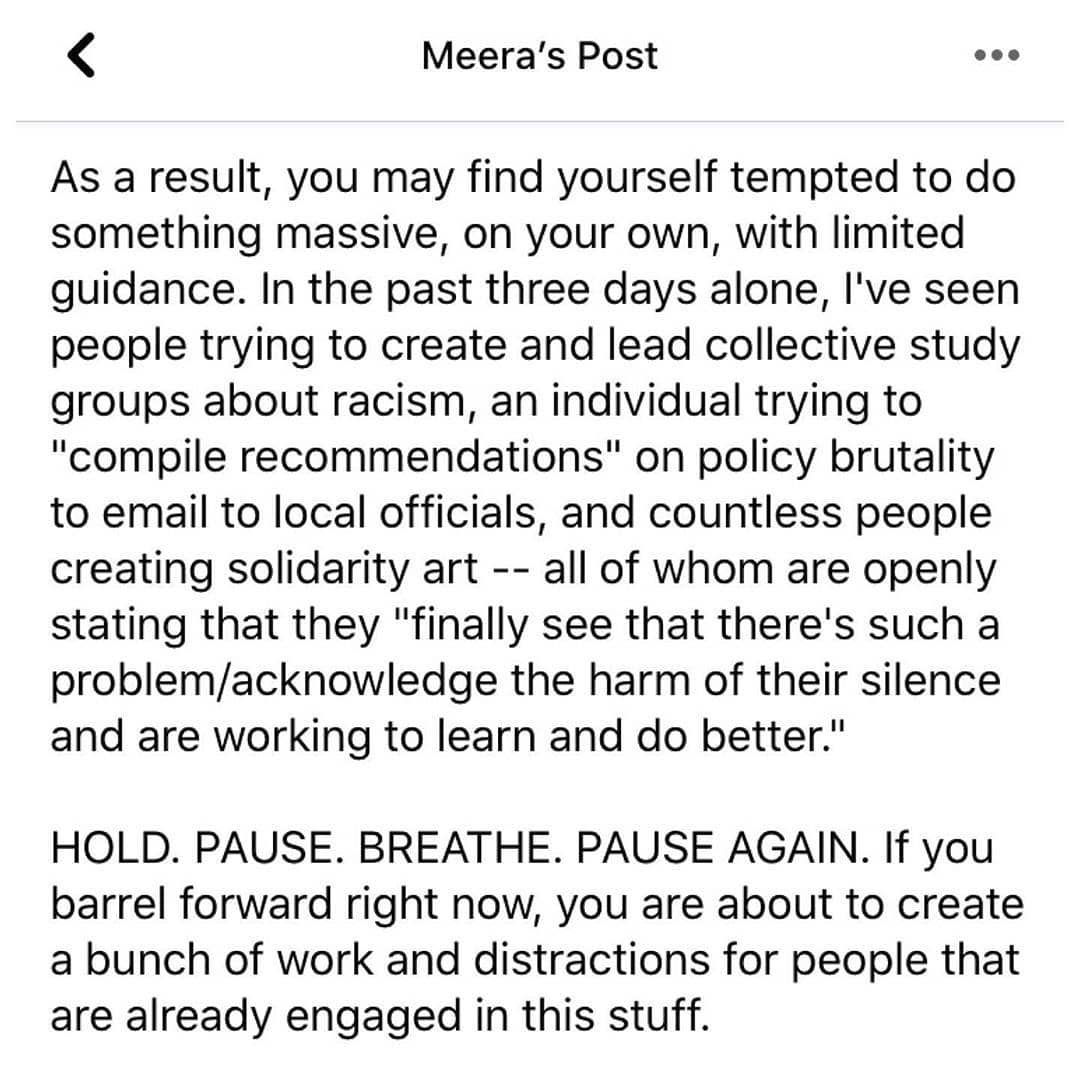 Meera’s Post
As a result, you may find yourself tempted to do
something massive, on your own, with limited
guidance. In the past three days alone, I've seen
people trying to create and lead collective study
groups about racism, an individual trying to
"compile recommendations" on policy brutality
to email to local officials, and countless people
creating solidarity art -- all of whom are openly
stating that they "finally see that there's such a
problem/acknowledge the harm of their silence
and are working to learn and do better."
HOLD. PAUSE. BREATHE. PAUSE AGAIN. If you
barrel forward right now, you are about to create
a bunch of work and distractions for people that
are already engaged in this stuff.